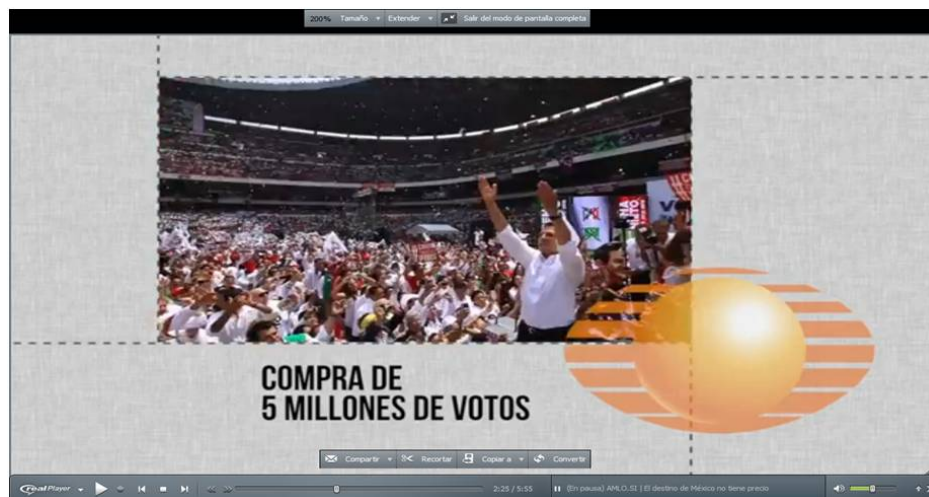 200% Tamaño Extender Salir del modo de pantalla completa
COMPRA DE
5 MILLONES DE VOTOS
Compartir Recortar Copiar a Convertir
RealPlayer 2:25 / 5:55 (En pausa) AMLO.SI | El destino de México no tiene precio